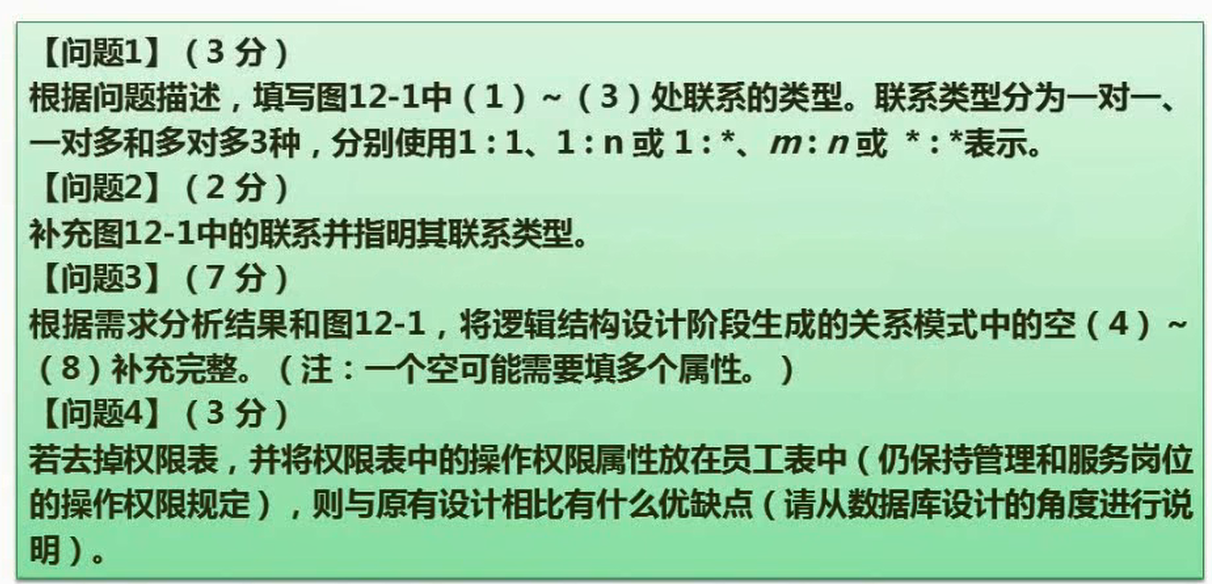 【问题1】（3 分）
根据问题描述，填写图12-1中（1）~（3）处联系的类型。联系类型分为一对一、
一对多和多对多3种，分别使用1：1、1：n 或 1：*、m：n 或 *：*表示。
【问题2】（2 分）
补充图12-1中的联系并指明其联系类型。
【问题3】（7 分）
根据需求分析结果和图12-1，将逻辑结构设计阶段生成的关系模式中的空（4）~
（8）补充完整。（注：一个空可能需要填多个属性。）
【问题4】（3 分）
若去掉权限表，并将权限表中的操作权限属性放在员工表中（仍保持管理和服务岗位
的操作权限规定），则与原有设计相比有什么优缺点（请从数据库设计的角度进行说
明）。